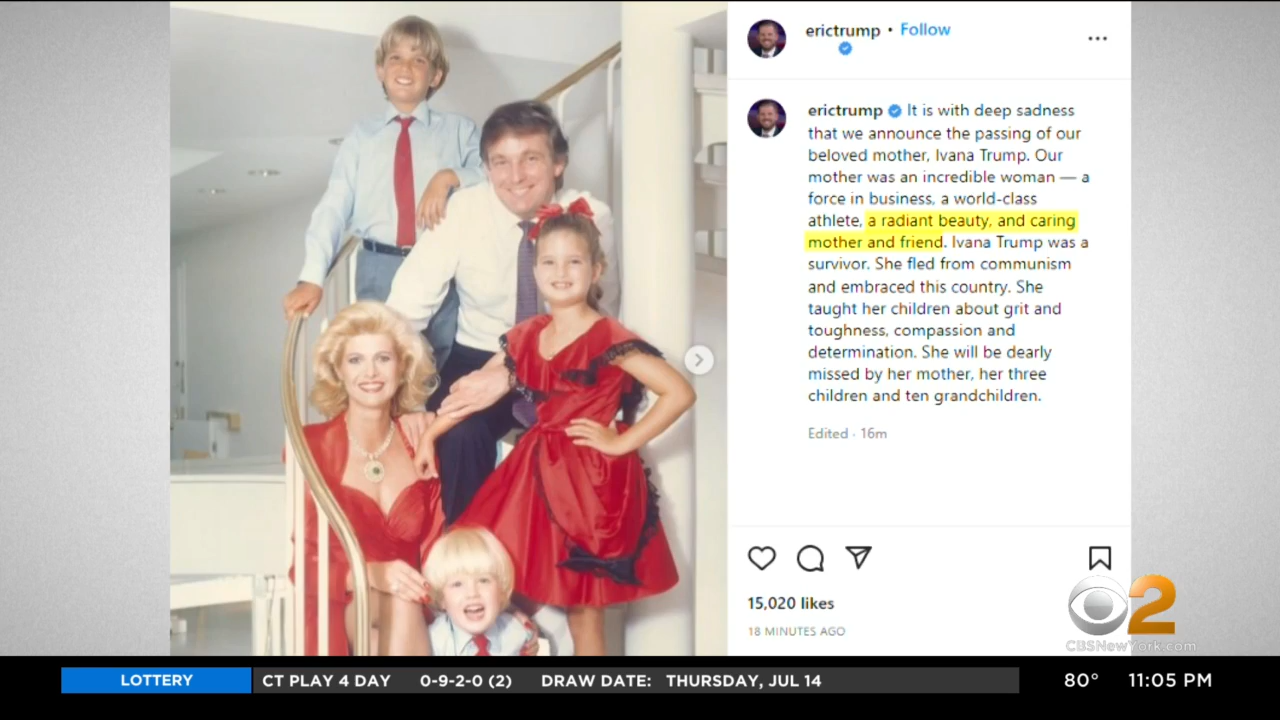 erictrump • Follow
erictrump It is with deep sadness
that we announce the passing of our
beloved mother, Ivana Trump. Our
mother was an incredible woman — a
force in business, a world-class
athlete, a radiant beauty, and caring
mother and friend. Ivana Trump was a
survivor. She fled from communism
and embraced this country. She
taught her children about grit and
toughness, compassion and
determination. She will be dearly
missed by her mother, her three
children and ten grandchildren.
Edited · 16m
15,020 likes
18 MINUTES AGO
2
CBSNewYork.com
LOTTERY CT PLAY 4 DAY 0-9-2-0 (2) DRAW DATE: THURSDAY, JUL 14 80° 11:05 PM